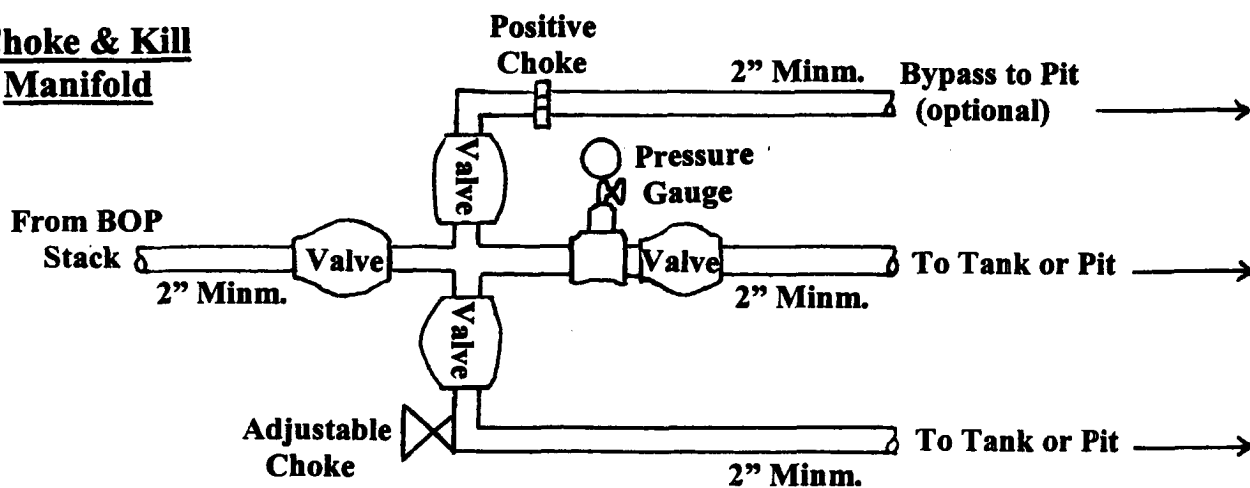 hoke & Kill
Manifold
Positive
Choke
2” Minm.
Bypass to Pit
(optional)
Valve
Pressure
Gauge
From BOP
Stack
Valve
Valve
To Tank or Pit
2” Minm.
2” Minm.
Valve
Adjustable
Choke
To Tank or Pit
2” Minm.